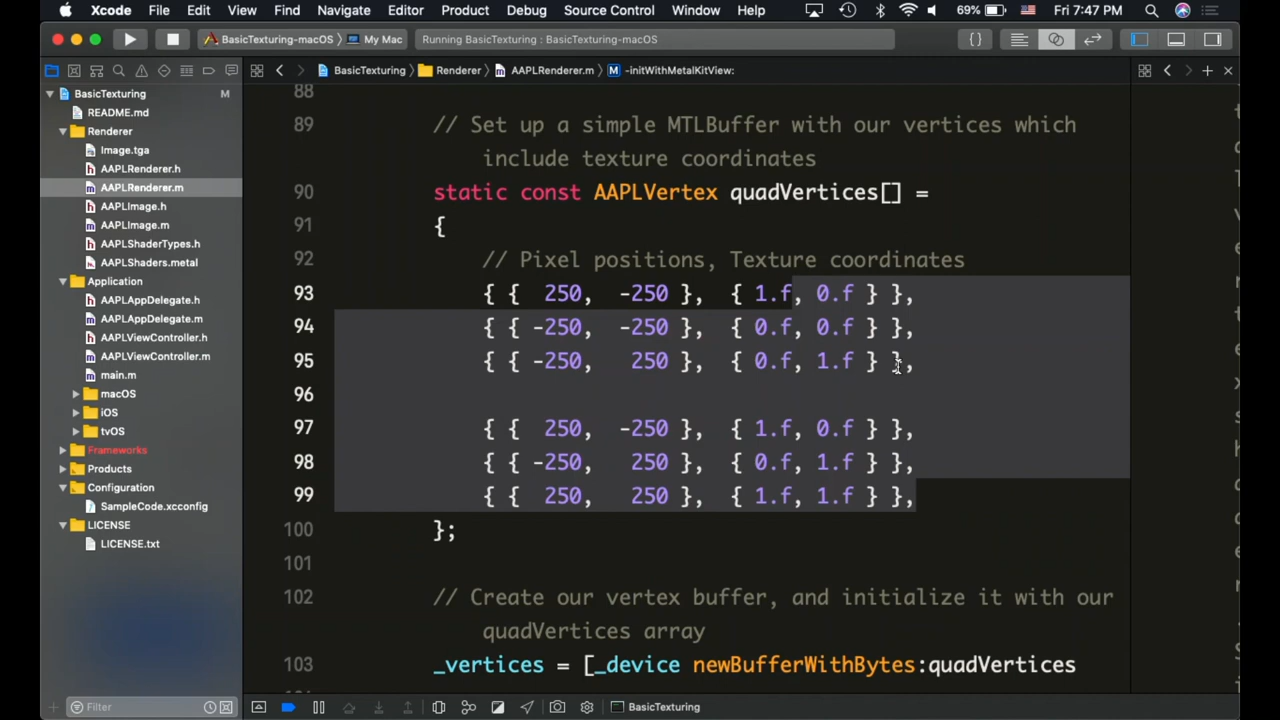 Xcode File Edit View Find Navigate Editor Product Debug Source Control Window Help 69% Fri 7:47 PM
BasicTexturing-macOS My Mac Running BasicTexturing : BasicTexturing-macOS
BasicTexturing Renderer AAPLRenderer.m M -initWithMetalKitView:
BasicTexturing M
README.md
Renderer
Image.tga
AAPLRenderer.h
AAPLRenderer.m
AAPLImage.h
AAPLImage.m
AAPLShaderTypes.h
AAPLShaders.metal
Application
AAPLAppDelegate.h
AAPLAppDelegate.m
AAPLViewController.h
AAPLViewController.m
main.m
macOS
iOS
tvOS
Frameworks
Products
Configuration
SampleCode.xcconfig
LICENSE
LICENSE.txt
Filter
88
89 // Set up a simple MTLBuffer with our vertices which
include texture coordinates
90 static const AAPLVertex quadVertices[] =
91 {
92 // Pixel positions, Texture coordinates
93 { { 250, -250 }, { 1.f, 0.f } },
94 { { -250, -250 }, { 0.f, 0.f } },
95 { { -250, 250 }, { 0.f, 1.f } },
96
97 { { 250, -250 }, { 1.f, 0.f } },
98 { { -250, 250 }, { 0.f, 1.f } },
99 { { 250, 250 }, { 1.f, 1.f } },
100 };
101
102 // Create our vertex buffer, and initialize it with our
quadVertices array
103 _vertices = [_device newBufferWithBytes:quadVertices
BasicTexturing